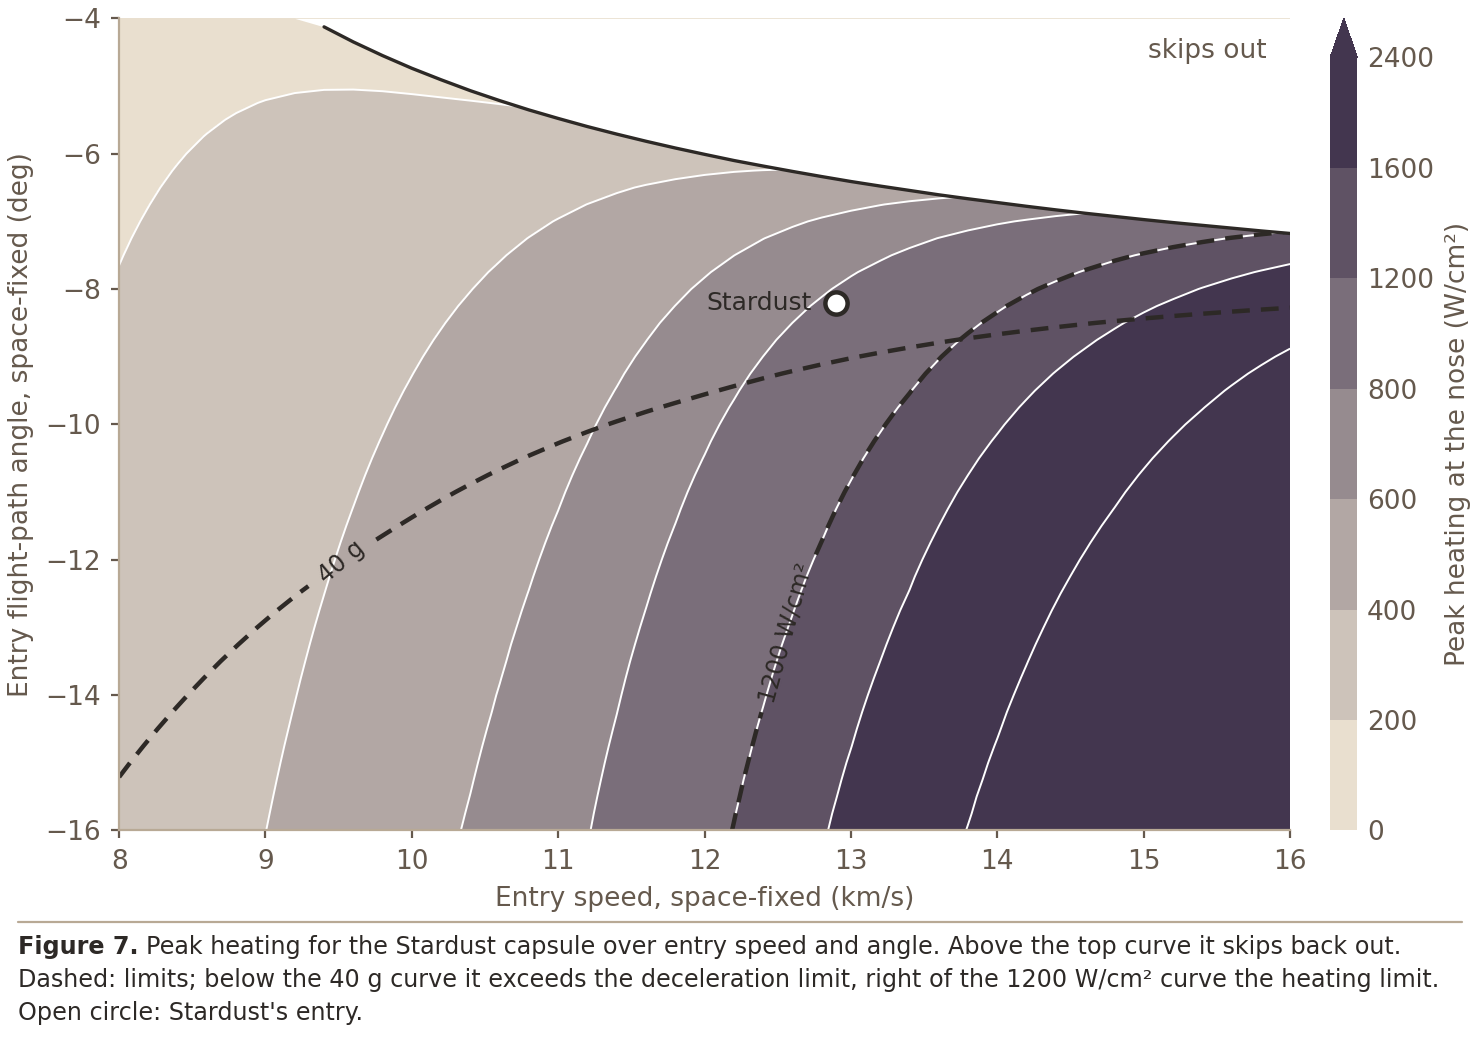 −4
−6
−8
−10
−12
−14
−16
Entry flight-path angle, space-fixed (deg)
skips out
Stardust
40 g
1200 W/cm²
8
9
10
11
12
13
14
15
16
Entry speed, space-fixed (km/s)
2400
1600
1200
800
600
400
200
0
Peak heating at the nose (W/cm²)
Figure 7. Peak heating for the Stardust capsule over entry speed and angle. Above the top curve it skips back out.
Dashed: limits; below the 40 g curve it exceeds the deceleration limit, right of the 1200 W/cm² curve the heating limit.
Open circle: Stardust's entry.